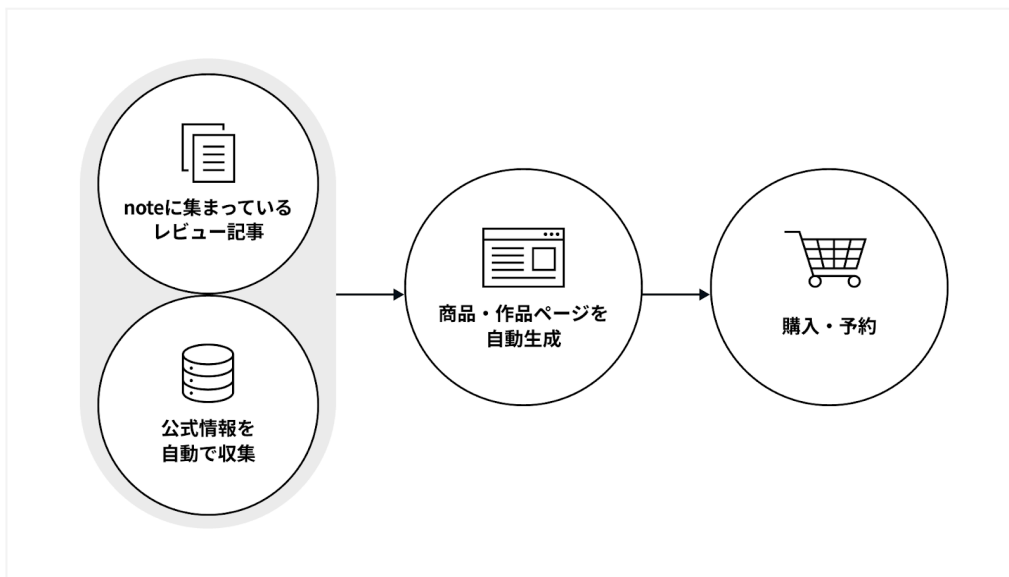 noteに集まっている
レビュー記事
公式情報を
自動で収集
商品・作品ページを
自動生成
購入・予約